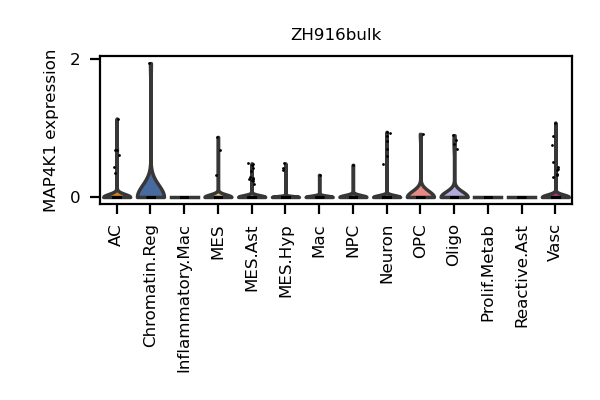 ZH916bulk
MAP4K1 expression
2
0
AC
Chromatin.Reg
Inflammatory.Mac
MES
MES.Ast
MES.Hyp
Mac
NPC
Neuron
OPC
Oligo
Prolif.Metab
Reactive.Ast
Vasc